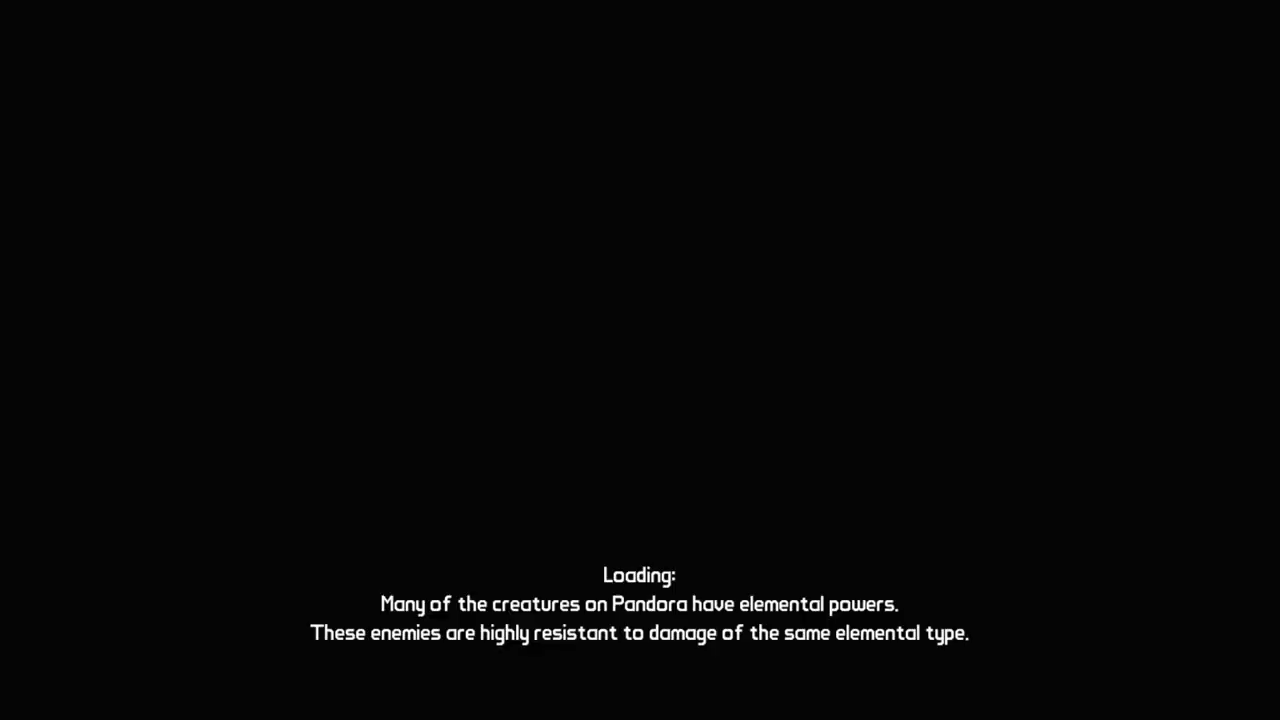 Loading:
Many of the creatures on Pandora have elemental powers.
These enemies are highly resistant to damage of the same elemental type.